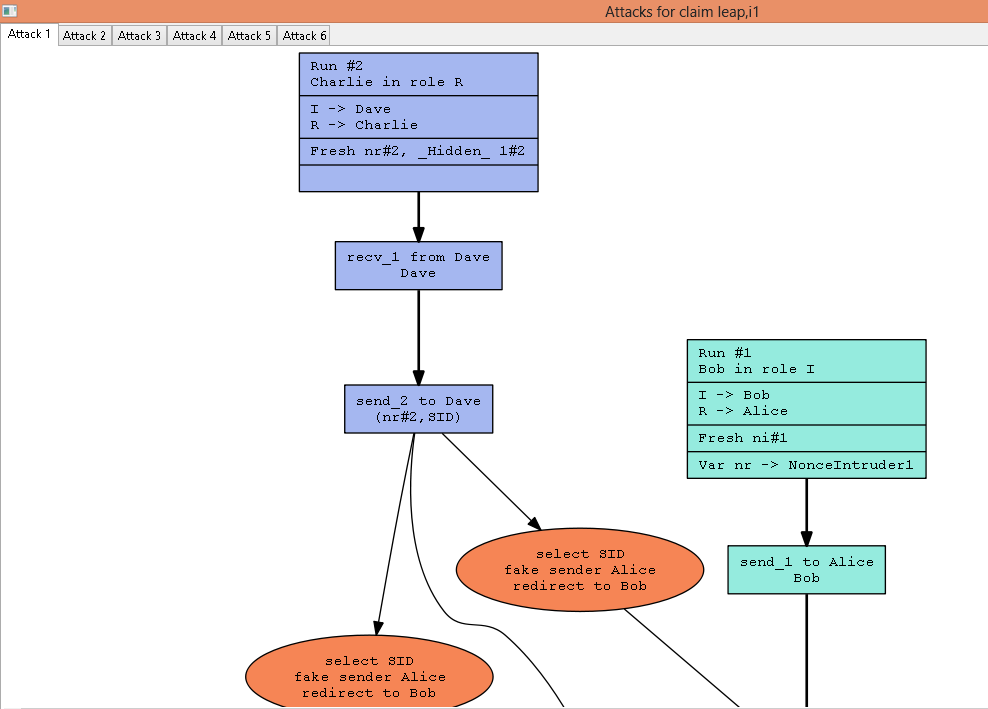 Attacks for claim leap,i1
Attack 1 Attack 2 Attack 3 Attack 4 Attack 5 Attack 6
Run #2
Charlie in role R
I -> Dave
R -> Charlie
Fresh nr#2, _Hidden_ 1#2
recv_1 from Dave
Dave
send_2 to Dave
(nr#2,SID)
Run #1
Bob in role I
I -> Bob
R -> Alice
Fresh ni#1
Var nr -> NonceIntruder1
send_1 to Alice
Bob
select SID
fake sender Alice
redirect to Bob
select SID
fake sender Alice
redirect to Bob